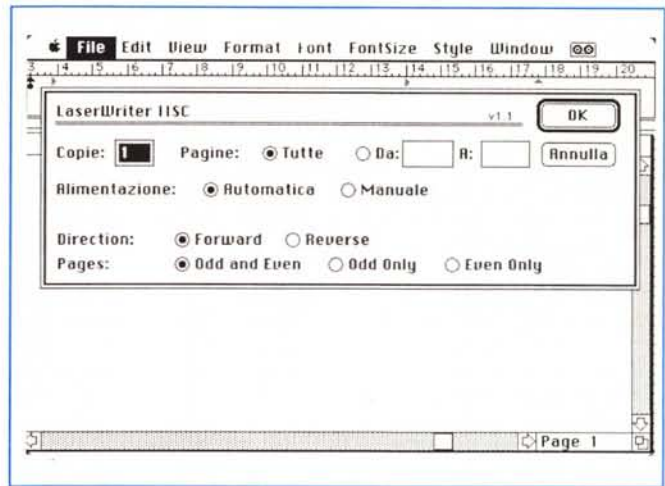 File Edit View Format Font FontSize Style Window
3 4 5 6 7 8 9 10 11 12 13 14 15 16 17 18 19 20
LaserWriter IISC v1.1 OK
Copie: 1 Pagine: Tutte Da: A: Annulla
Alimentazione: Automatica Manuale
Direction: Forward Reverse
Pages: Odd and Even Odd Only Even Only
Page 1